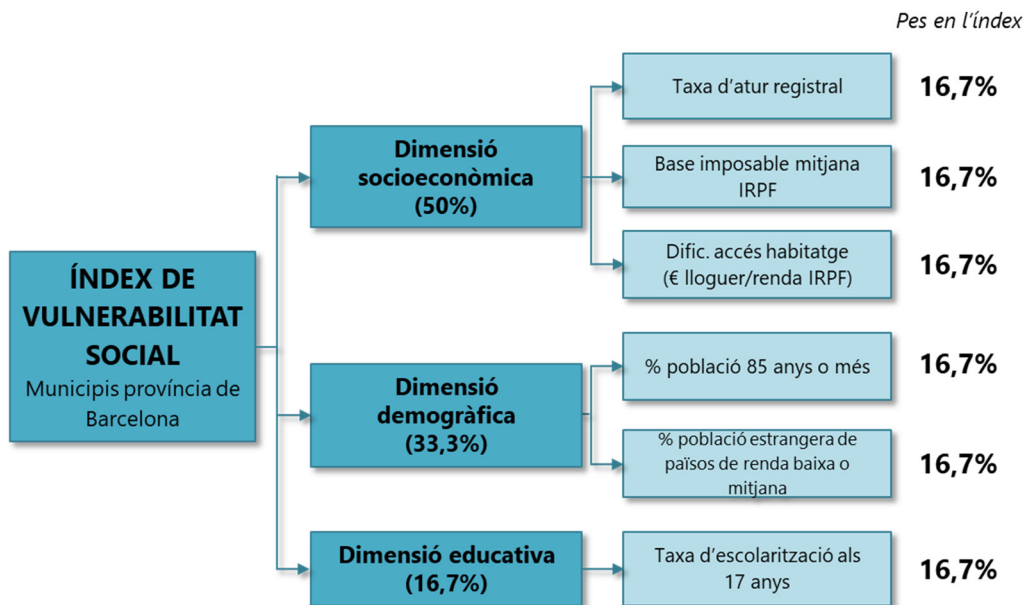 Pes en l’índex
Taxa d’atur registral
16,7%
Dimensió
socioeconòmica
(50%)
Base imposable mitjana
IRPF
16,7%
Dific. accés habitatge
(€ lloguer/renda IRPF)
16,7%
ÍNDEX DE
VULNERABILITAT
SOCIAL
Municipis província de
Barcelona
Dimensió
demogràfica
(33,3%)
% població 85 anys o més
16,7%
% població estrangera de
països de renda baixa o
mitjana
16,7%
Dimensió educativa
(16,7%)
Taxa d’escolarització als
17 anys
16,7%